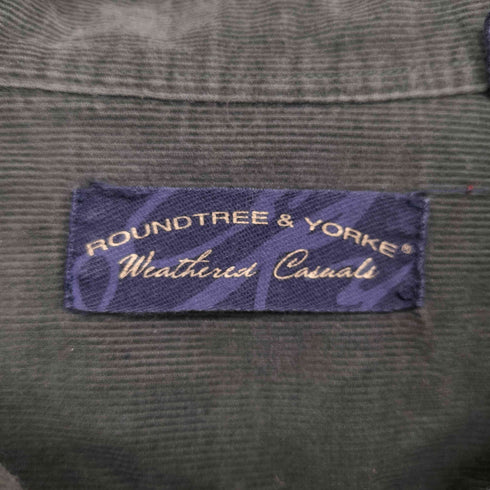 ROUNDTREE & YORKE®
Weathered Casuals